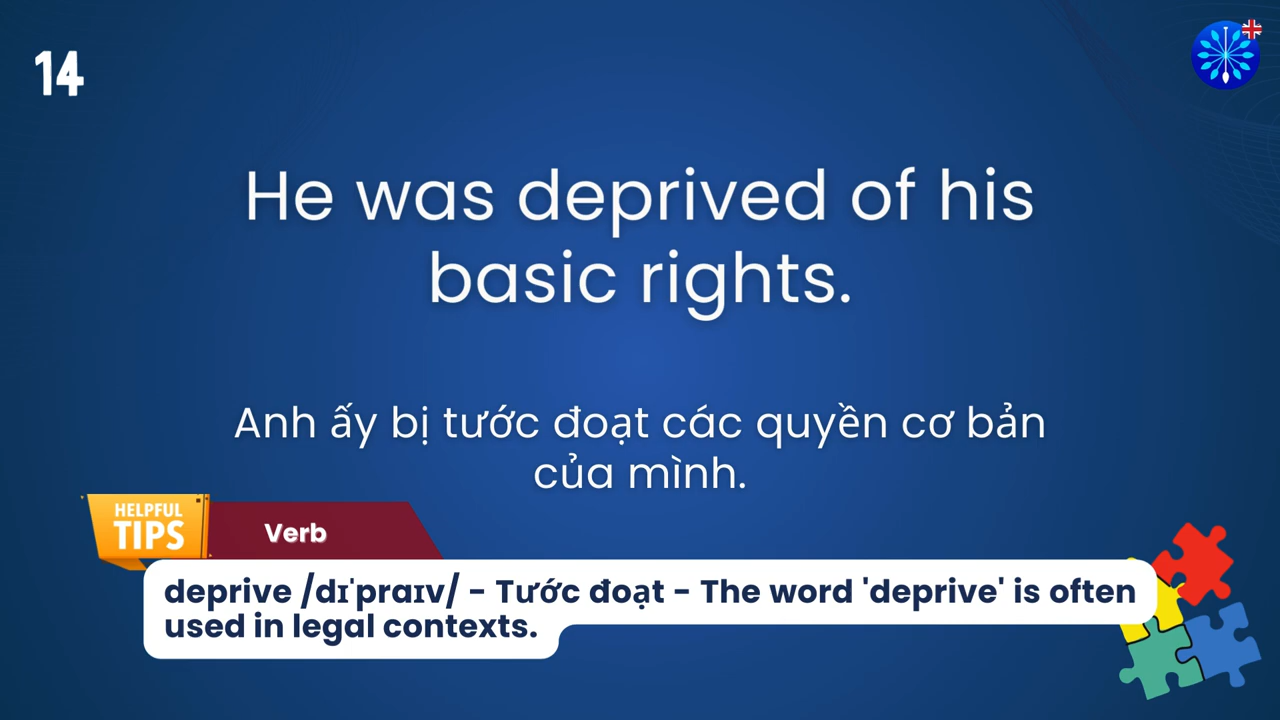 14
He was deprived of his
basic rights.
Anh ấy bị tước đoạt các quyền cơ bản
của mình.
HELPFUL
TIPS
Verb
deprive /dɪˈpraɪv/ - Tước đoạt - The word 'deprive' is often
used in legal contexts.